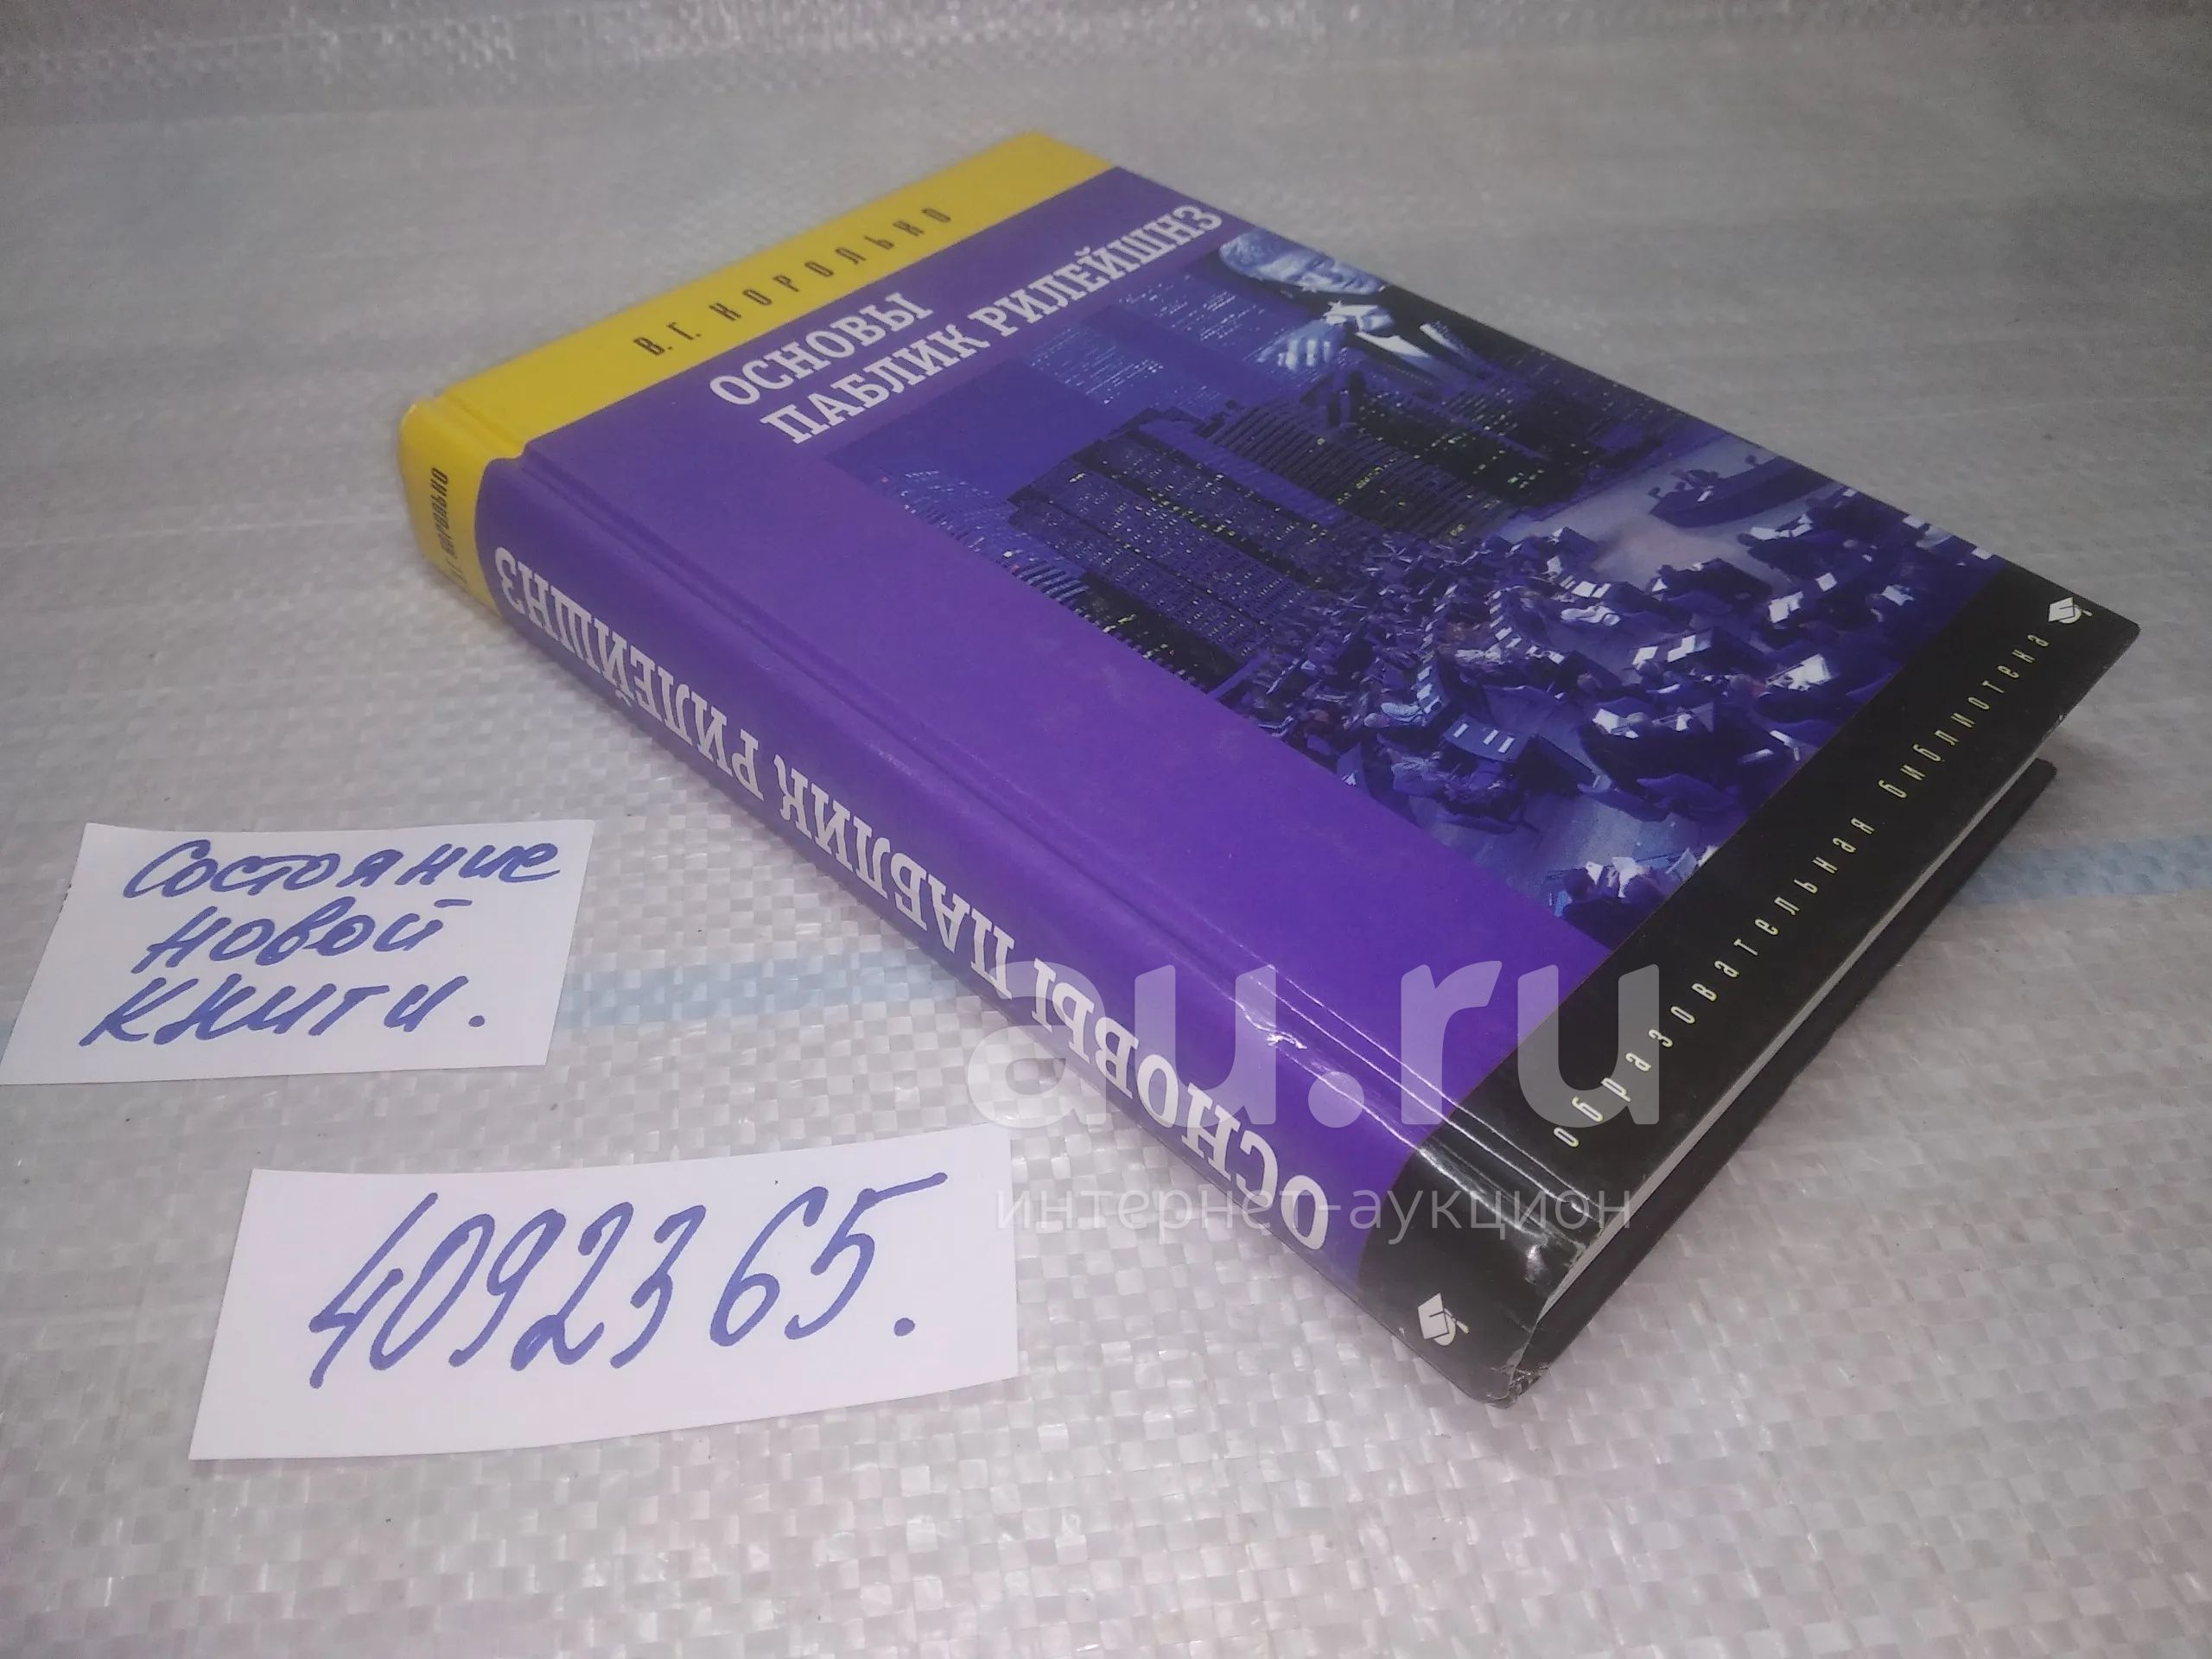 В. Г. КОРОЛЬКО
ОСНОВЫ
ПАБЛИК РИЛЕЙШНЗ
образовательная библиотека
КОРОЛЬКО
ОСНОВЫ ПАБЛИК РИЛЕЙШНЗ
Состояние
новой
книги.
4092365.
au.ru
интернет-аукцион